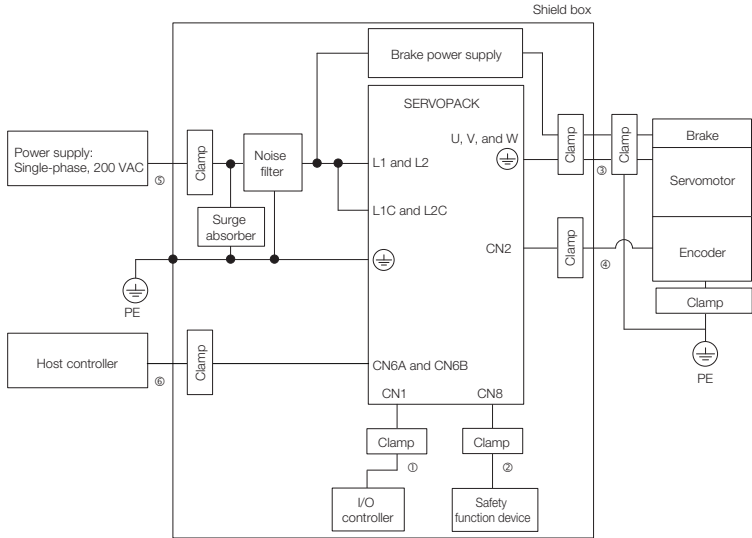 Shield box
Brake power supply
SERVOPACK
U, V, and W
Clamp
Clamp
Brake
Power supply:
Single-phase, 200 VAC
Clamp
Noise
filter
L1 and L2
Servomotor
③
⑤
L1C and L2C
Surge
absorber
CN2
Clamp
④
Encoder
PE
Clamp
Host controller
⑥
Clamp
CN6A and CN6B
PE
CN1
CN8
Clamp
①
Clamp
②
I/O
controller
Safety
function device